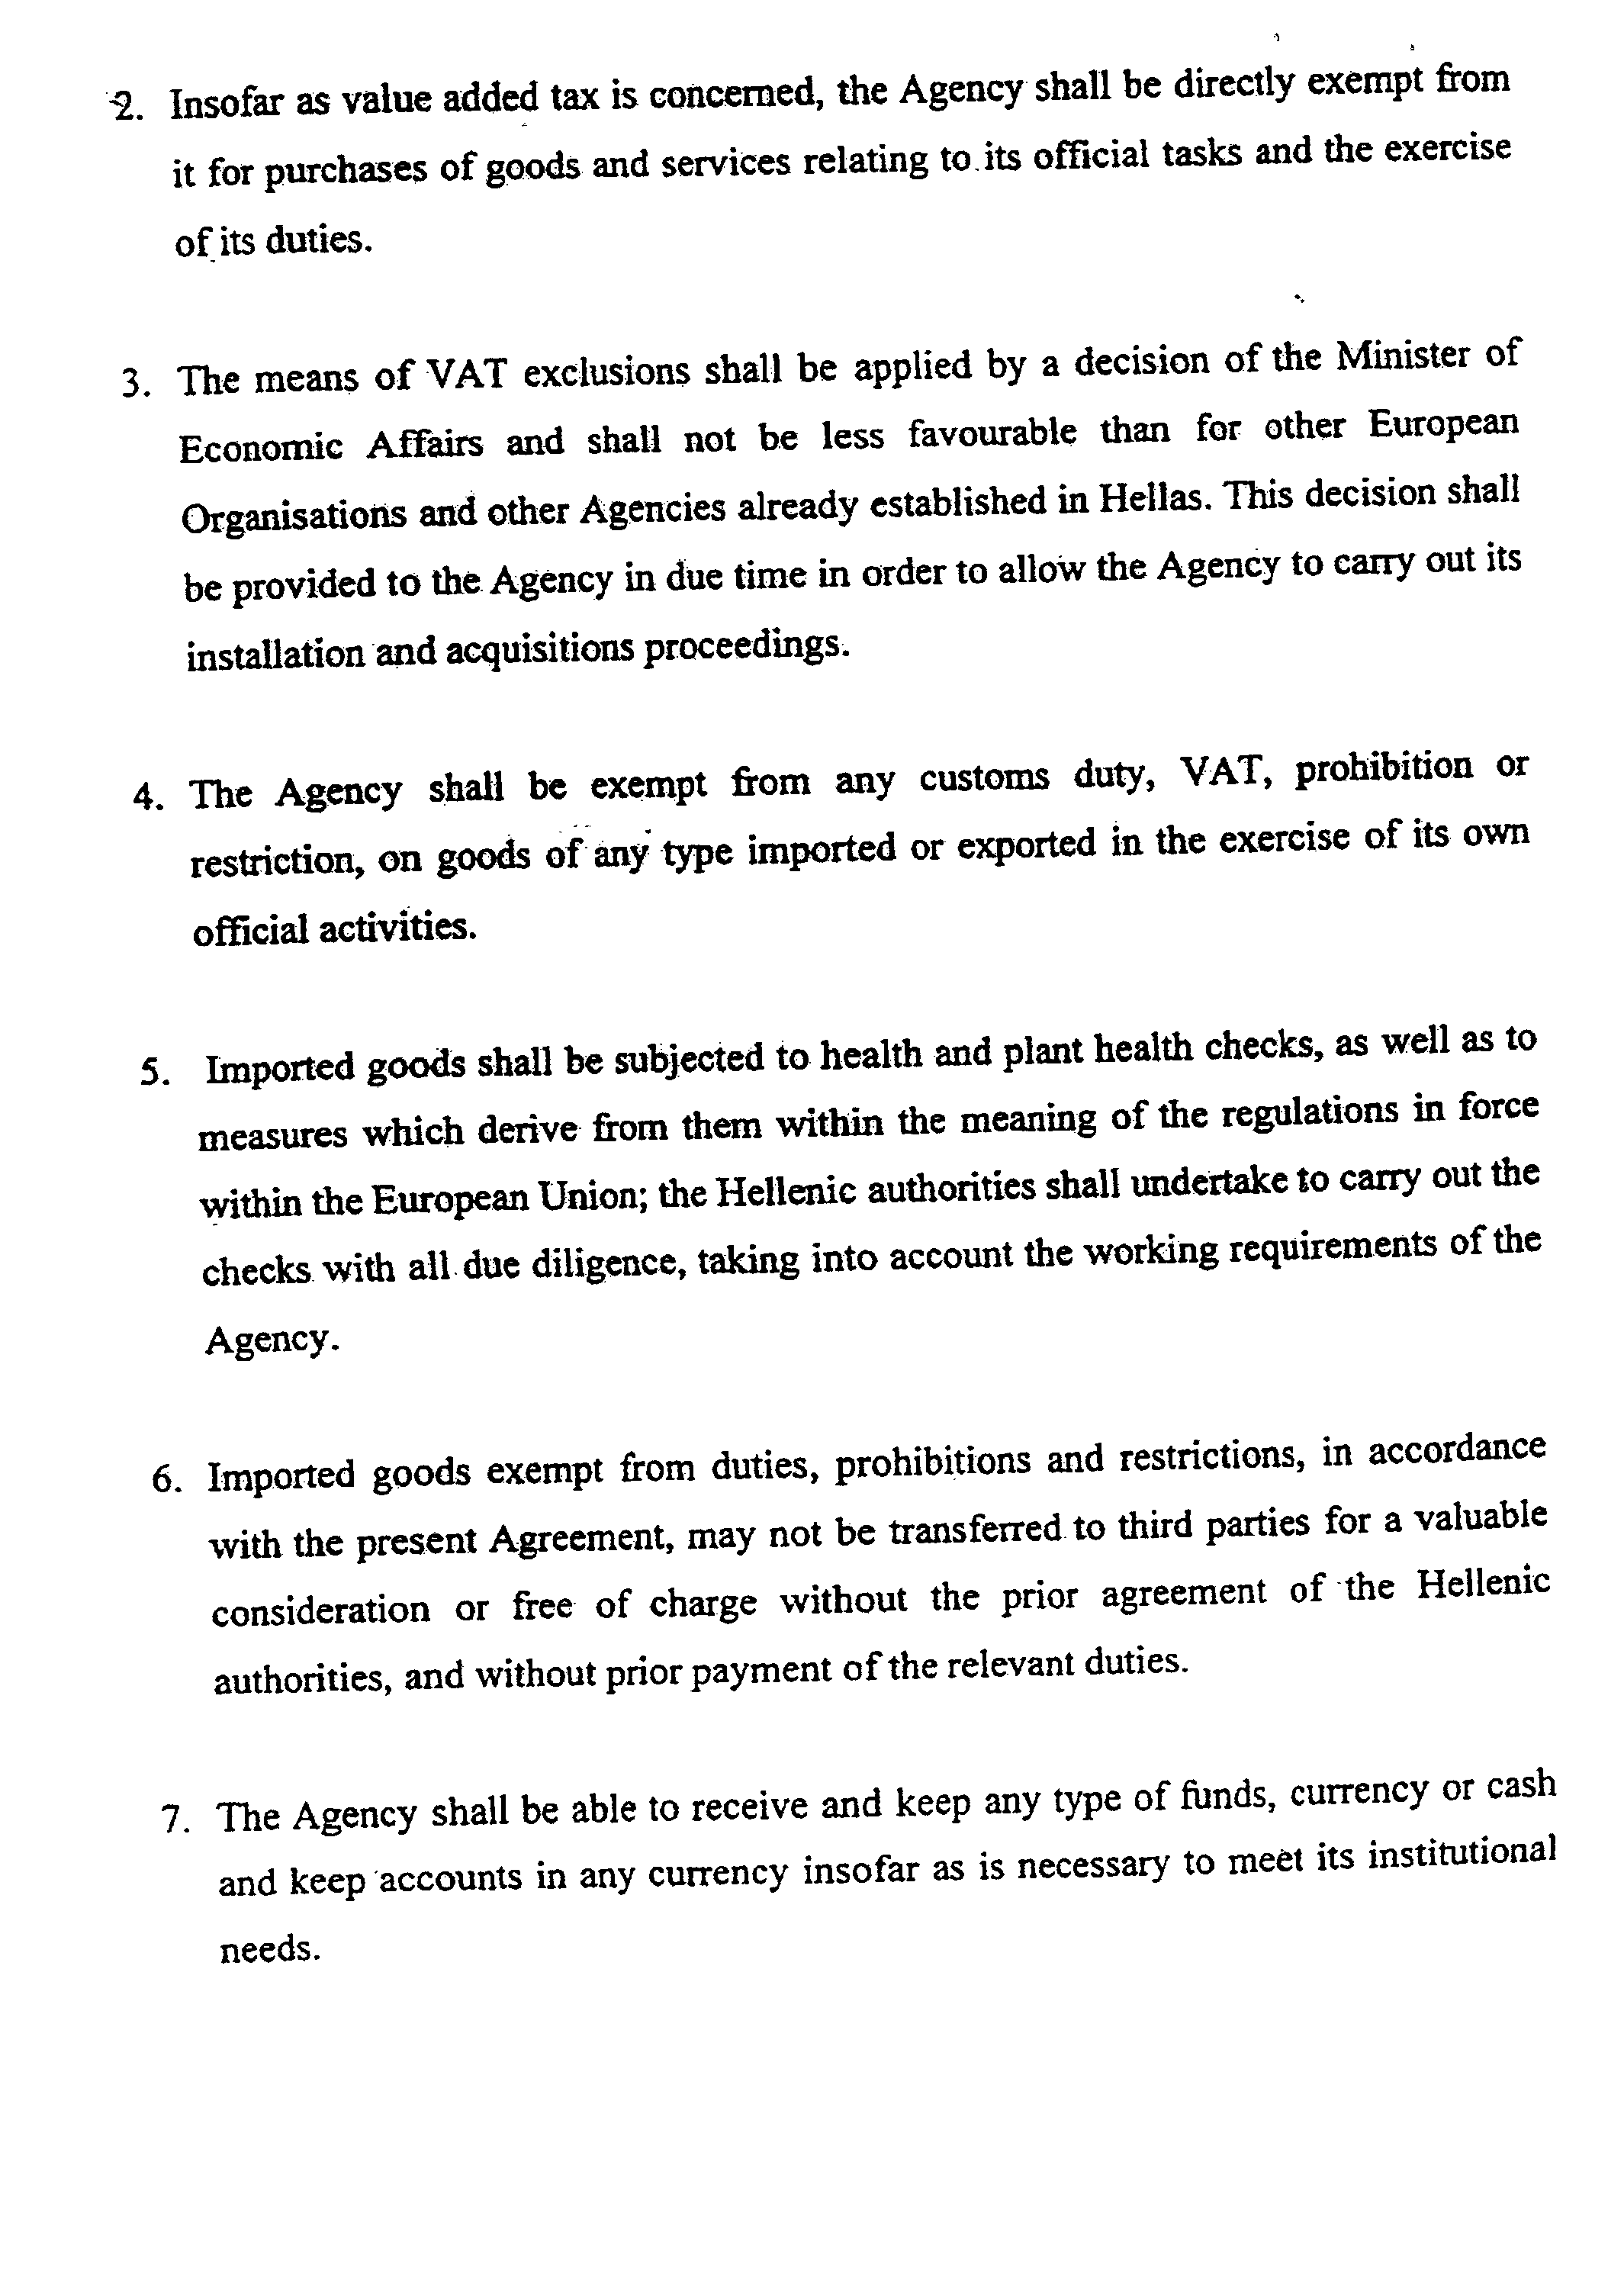 2. Insofar as value added tax is concerned, the Agency shall be directly exempt from
it for purchases of goods and services relating to its official tasks and the exercise
of its duties.
3. The means of VAT exclusions shall be applied by a decision of the Minister of
Economic Affairs and shall not be less favourable than for other European
Organisations and other Agencies already established in Hellas. This decision shall
be provided to the Agency in due time in order to allow the Agency to carry out its
installation and acquisitions proceedings.
4. The Agency shall be exempt from any customs duty, VAT, prohibition or
restriction, on goods of any type imported or exported in the exercise of its own
official activities.
5. Imported goods shall be subjected to health and plant health checks, as well as to
measures which derive from them within the meaning of the regulations in force
within the European Union; the Hellenic authorities shall undertake to carry out the
checks with all due diligence, taking into account the working requirements of the
Agency.
6. Imported goods exempt from duties, prohibitions and restrictions, in accordance
with the present Agreement, may not be transferred to third parties for a valuable
consideration or free of charge without the prior agreement of the Hellenic
authorities, and without prior payment of the relevant duties.
7. The Agency shall be able to receive and keep any type of funds, currency or cash
and keep accounts in any currency insofar as is necessary to meet its institutional
needs.